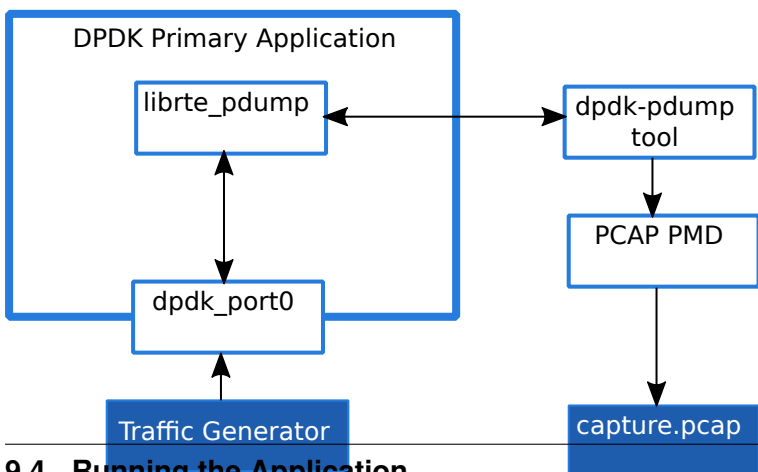 DPDK Primary Application
librte_pdump
dpdk-pdump
tool
PCAP PMD
dpdk_port0
Traffic Generator
capture.pcap
9.4 Running the Application